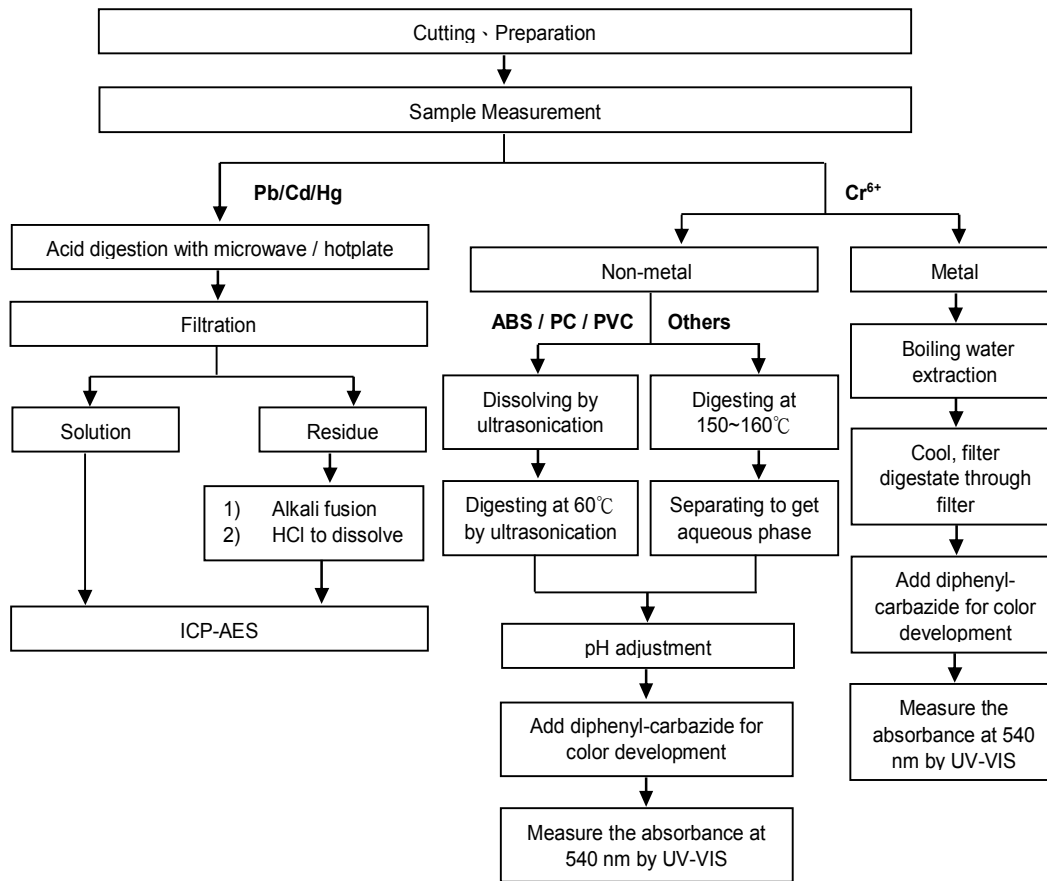 Cutting、Preparation
Sample Measurement
Pb/Cd/Hg
Cr⁶⁺
Acid digestion with microwave / hotplate
Filtration
Solution
Residue
1) Alkali fusion
2) HCl to dissolve
ICP-AES
Non-metal
ABS / PC / PVC
Others
Dissolving by
ultrasonication
Digesting at 60℃
by ultrasonication
Digesting at
150~160℃
Separating to get
aqueous phase
pH adjustment
Add diphenyl-carbazide for
color development
Measure the absorbance at
540 nm by UV-VIS
Metal
Boiling water
extraction
Cool, filter
digestate through
filter
Add diphenyl-
carbazide for color
development
Measure the
absorbance at 540
nm by UV-VIS